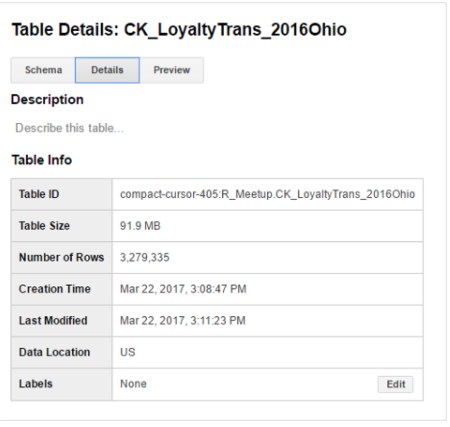 Table Details: CK_LoyaltyTrans_2016Ohio
Schema Details Preview
Description
Describe this table...
Table Info
Table ID compact-cursor-405:R_Meetup.CK_LoyaltyTrans_2016Ohio
Table Size 91.9 MB
Number of Rows 3,279,335
Creation Time Mar 22, 2017, 3:08:47 PM
Last Modified Mar 22, 2017, 3:11:23 PM
Data Location US
Labels None Edit